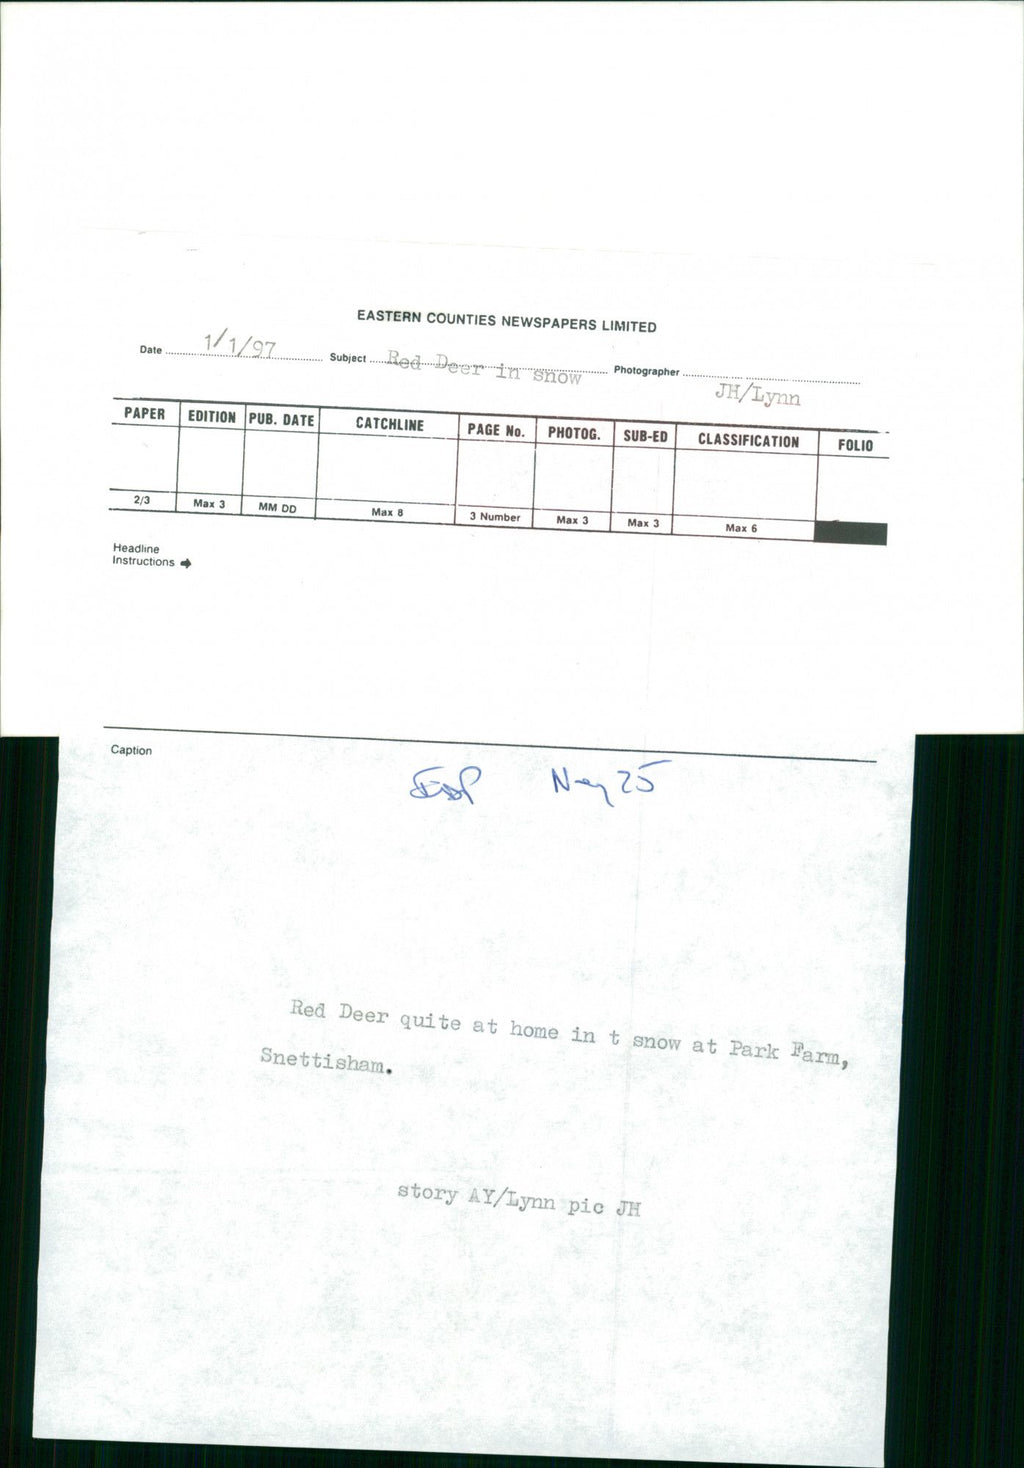 EASTERN COUNTIES NEWSPAPERS LIMITED
Date 1/1/97 Subject Red Deer in snow Photographer JH/Lynn
PAPER EDITION PUB. DATE CATCHLINE PAGE No. PHOTOG. SUB-ED CLASSIFICATION FOLIO
2/3 Max 3 MM DD Max 8 3 Number Max 3 Max 3 Max 6
Headline
Instructions
Caption
EDP Neg 25
Red Deer quite at home in t snow at Park Farm,
Snettisham.
story AY/Lynn pic JH